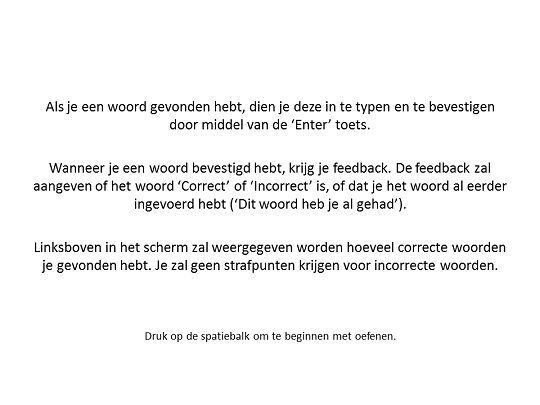 Als je een woord gevonden hebt, dien je deze in te typen en te bevestigen
door middel van de ‘Enter’ toets.
Wanneer je een woord bevestigd hebt, krijg je feedback. De feedback zal
aangeven of het woord ‘Correct’ of ‘Incorrect’ is, of dat je het woord al eerder
ingevoerd hebt (‘Dit woord heb je al gehad’).
Linksboven in het scherm zal weergegeven worden hoeveel correcte woorden
je gevonden hebt. Je zal geen strafpunten krijgen voor incorrecte woorden.
Druk op de spatiebalk om te beginnen met oefenen.